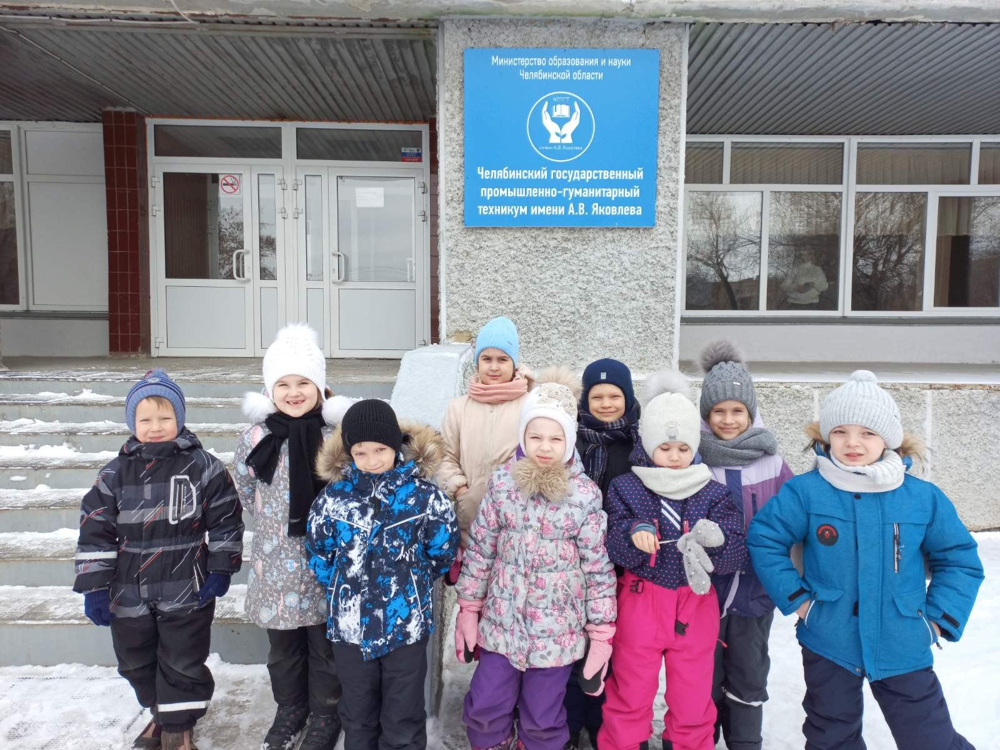 Министерство образования и науки
Челябинской области
ЧГПГТ
имени А.В. Яковлева
Челябинский государственный
промышленно-гуманитарный
техникум имени А.В. Яковлева